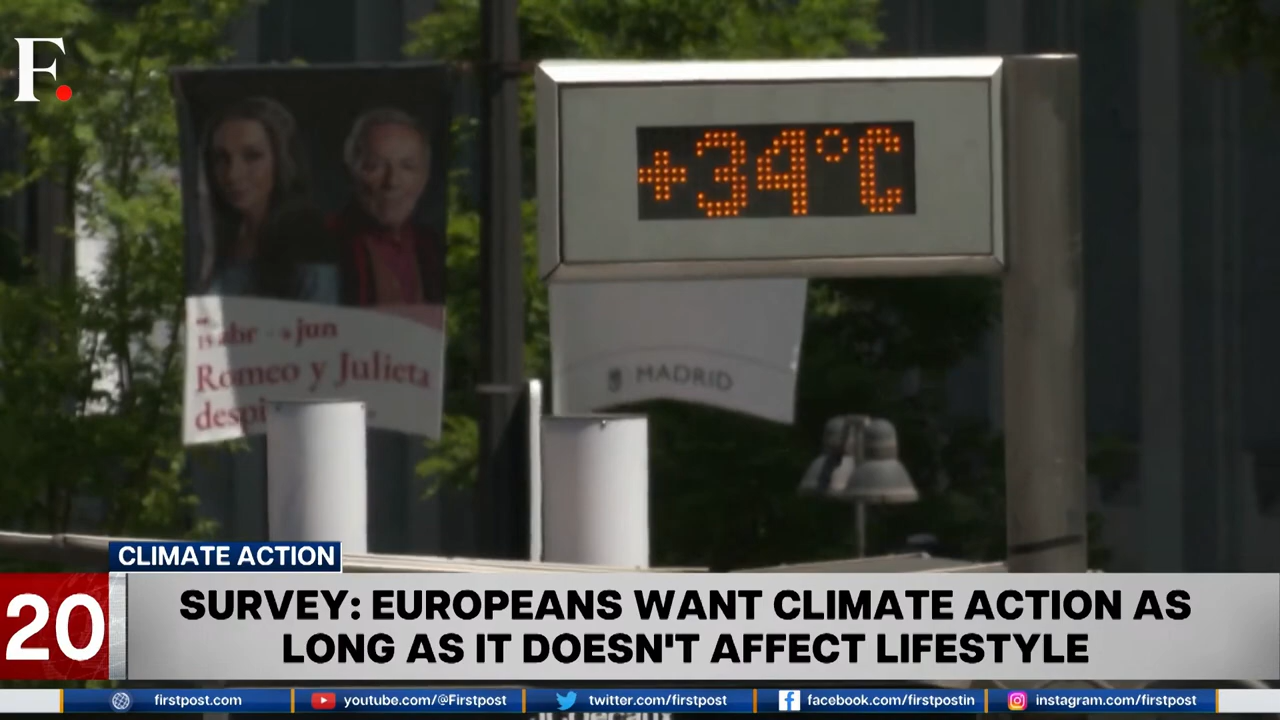 F.
+34°C
15 abr - 4 jun
Romeo y Julieta
MADRID
CLIMATE ACTION
20
SURVEY: EUROPEANS WANT CLIMATE ACTION AS
LONG AS IT DOESN'T AFFECT LIFESTYLE
firstpost.com
youtube.com/@Firstpost
twitter.com/firstpost
facebook.com/firstpostin
instagram.com/firstpost